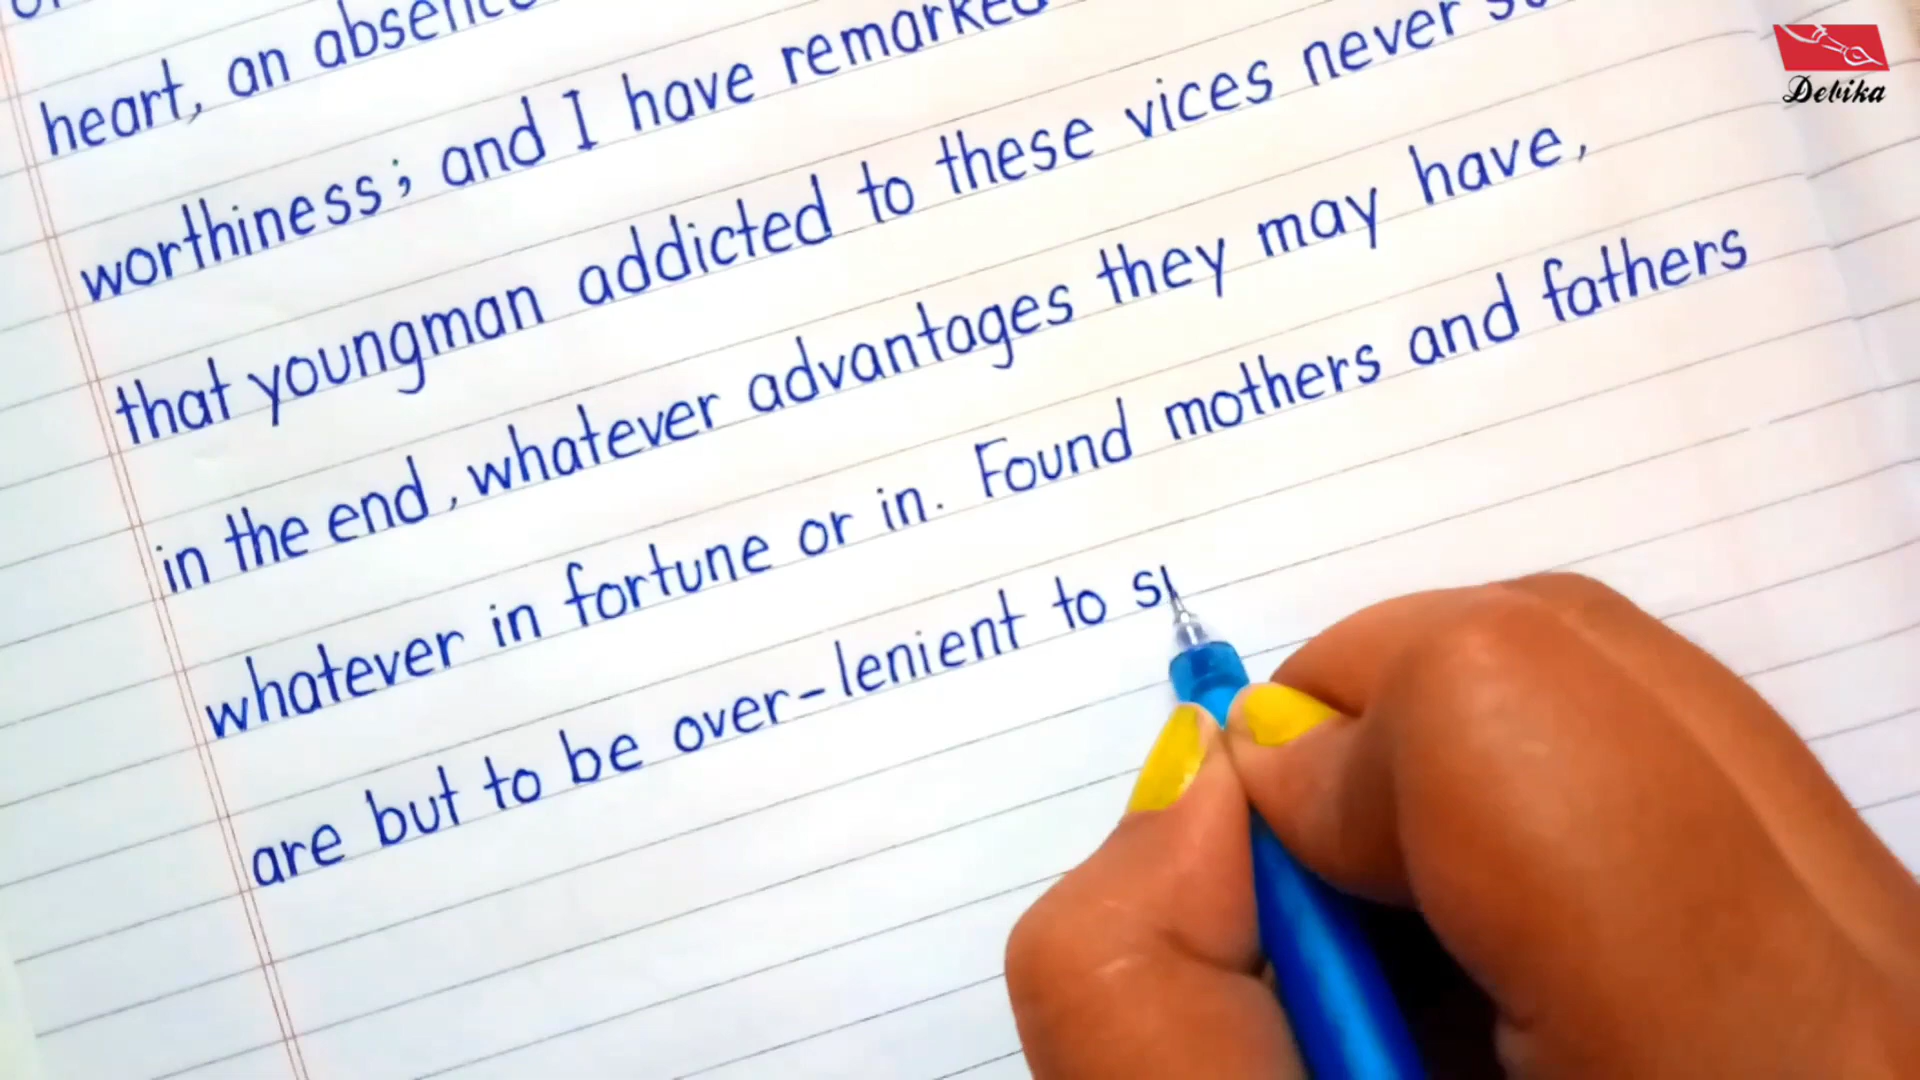 heart, an
worthiness; and I have remarked
that youngman addicted to these vices never
in the end, whatever advantages they may have,
whatever in fortune or in. Found mothers and fathers
are but to be over-lenient to
Debika